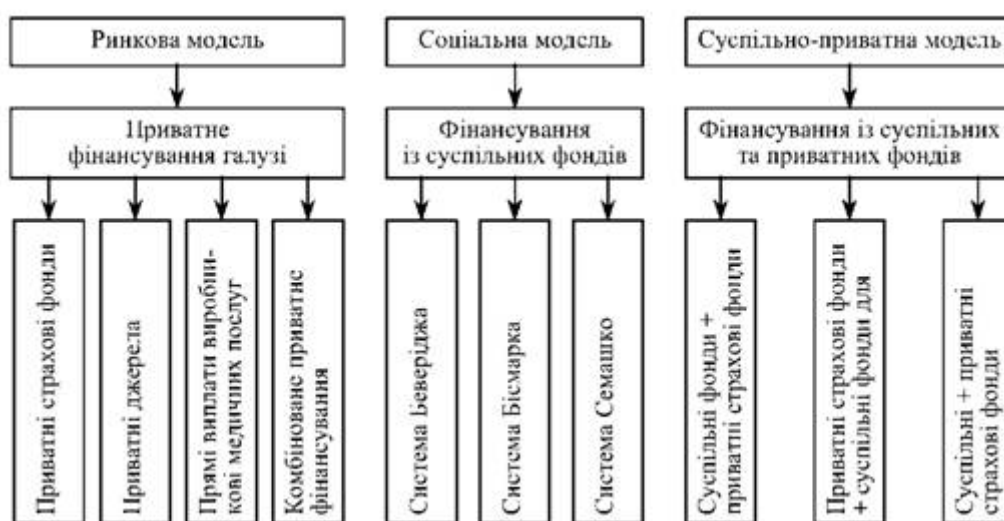 Ринкова модель
Соціальна модель
Суспільно-приватна модель
Приватне
фінансування галузі
Фінансування
із суспільних фондів
Фінансування із суспільних
та приватних фондів
Приватні страхові фонди
Приватні джерела
Прямі виплати виробни-
кові медичних послуг
Комбіноване приватне
фінансування
Система Беверіджа
Система Бісмарка
Система Семашко
Суспільні фонди +
приватні страхові фонди
Приватні страхові фонди
+ суспільні фонди для
Суспільні + приватні
страхові фонди